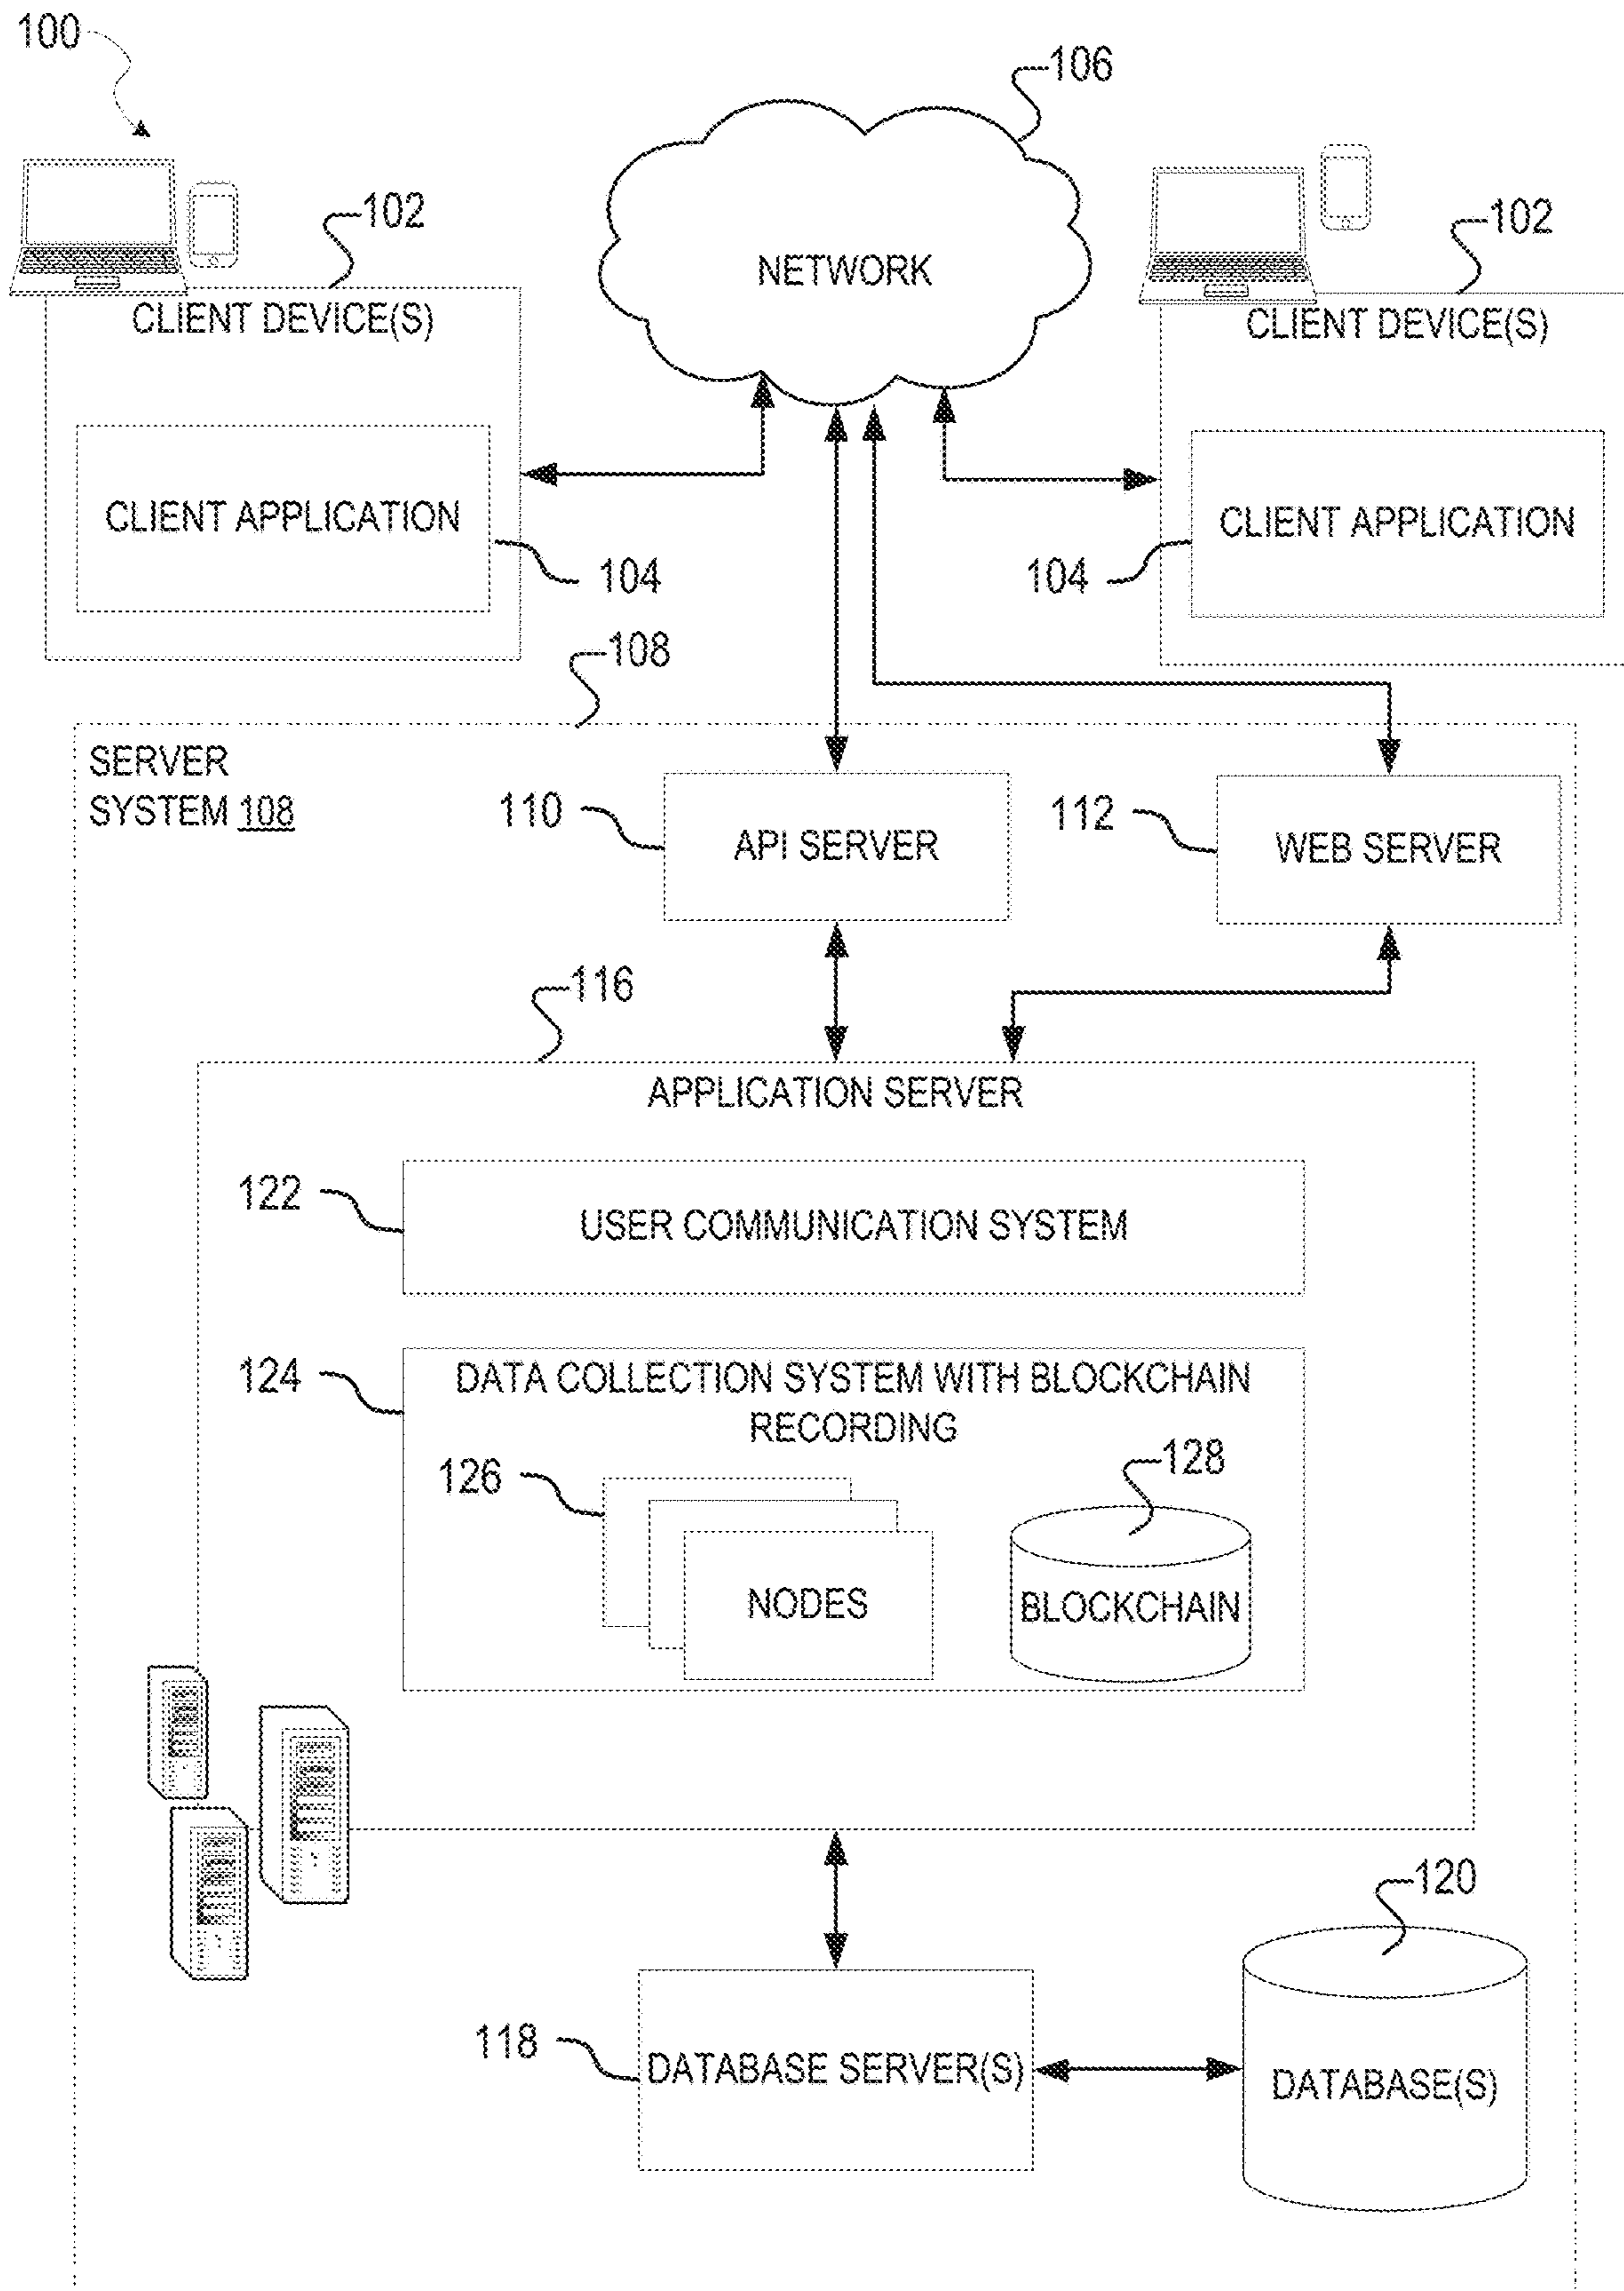 100
106
102
102
NETWORK
CLIENT DEVICE(S)
CLIENT DEVICE(S)
CLIENT APPLICATION
CLIENT APPLICATION
104
104
108
SERVER
SYSTEM 108
110
API SERVER
112
WEB SERVER
116
APPLICATION SERVER
122
USER COMMUNICATION SYSTEM
124
DATA COLLECTION SYSTEM WITH BLOCKCHAIN
RECORDING
126
128
NODES
BLOCKCHAIN
120
118
DATABASE SERVER(S)
DATABASE(S)